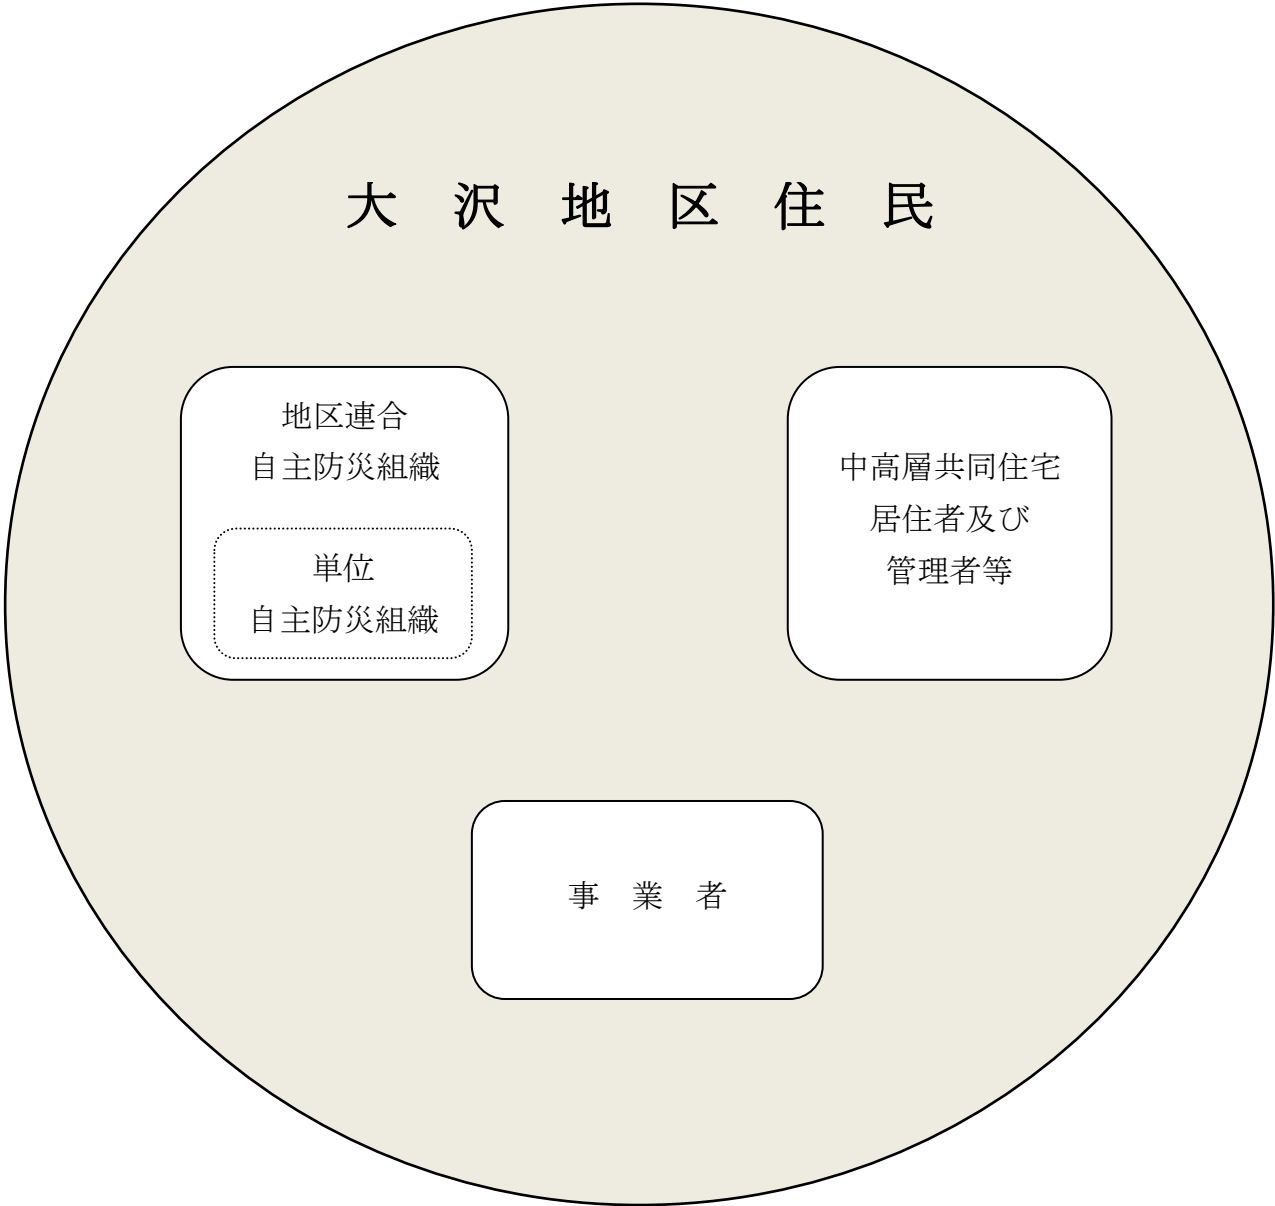 大　沢　地　区　住　民
地区連合
自主防災組織
単位
自主防災組織
中高層共同住宅
居住者及び
管理者等
事　業　者